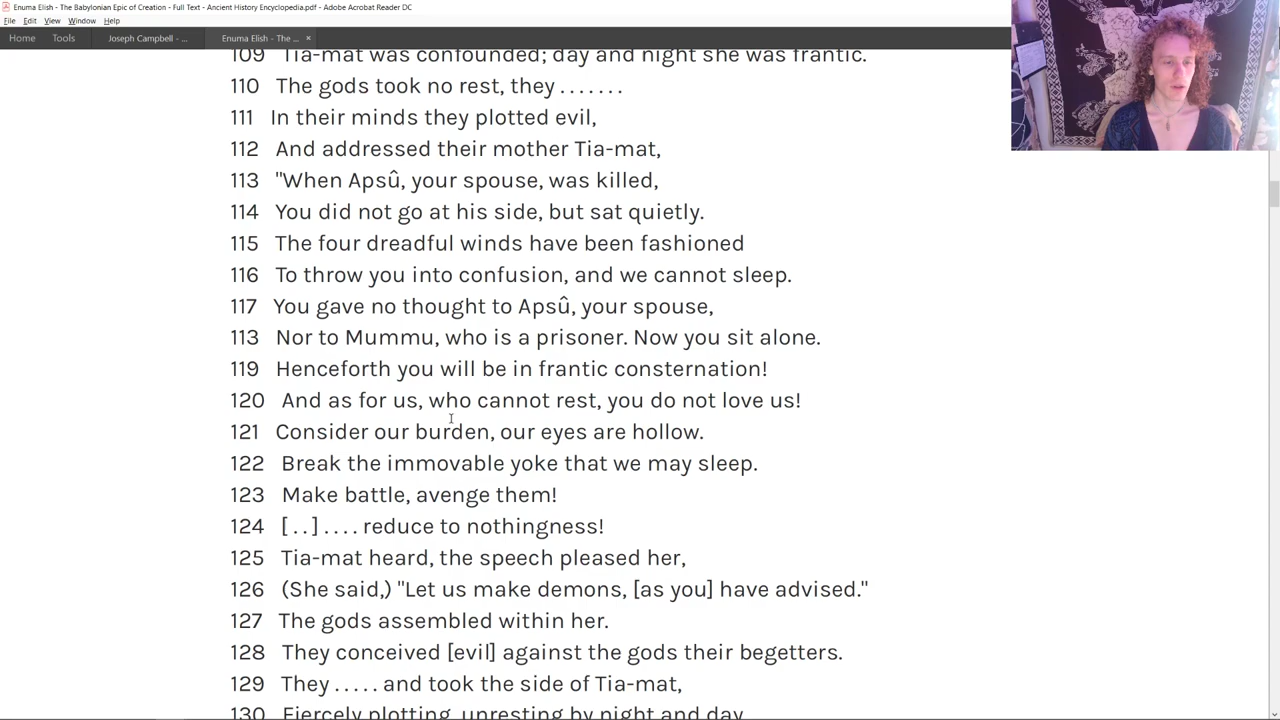 Enuma Elish - The Babylonian Epic of Creation - Full Text - Ancient History Encyclopedia.pdf - Adobe Acrobat Reader DC
File Edit View Window Help
Home Tools Joseph Campbell - ... Enuma Elish - The ... ×
109 Tia-mat was confounded; day and night she was frantic.
110 The gods took no rest, they . . . . . . .
111 In their minds they plotted evil,
112 And addressed their mother Tia-mat,
113 "When Apsû, your spouse, was killed,
114 You did not go at his side, but sat quietly.
115 The four dreadful winds have been fashioned
116 To throw you into confusion, and we cannot sleep.
117 You gave no thought to Apsû, your spouse,
113 Nor to Mummu, who is a prisoner. Now you sit alone.
119 Henceforth you will be in frantic consternation!
120 And as for us, who cannot rest, you do not love us!
121 Consider our burden, our eyes are hollow.
122 Break the immovable yoke that we may sleep.
123 Make battle, avenge them!
124 [ . . ] . . . . reduce to nothingness!
125 Tia-mat heard, the speech pleased her,
126 (She said,) "Let us make demons, [as you] have advised."
127 The gods assembled within her.
128 They conceived [evil] against the gods their begetters.
129 They . . . . . and took the side of Tia-mat,
130 Fiercely plotting, unresting by night and day,